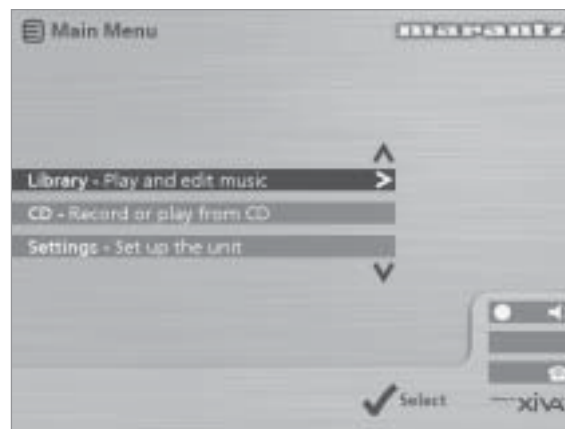 Main Menu
marantz
Library - Play and edit music
CD - Record or play from CD
Settings - Set up the unit
Select
xiva